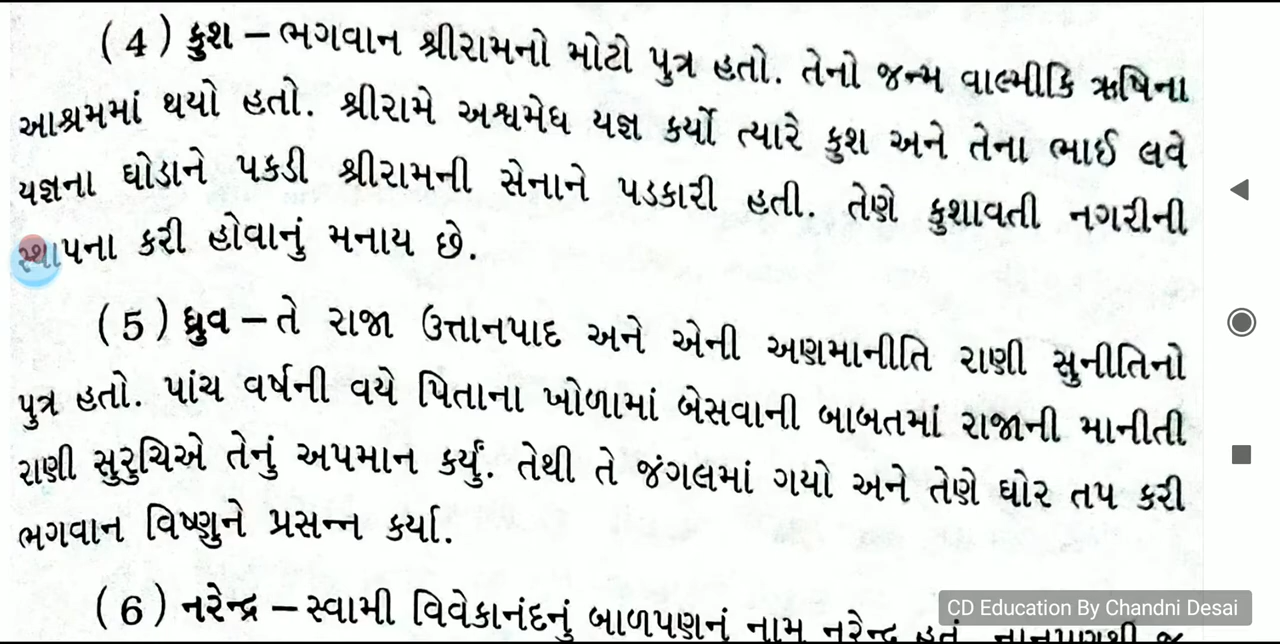 (4) કુશ – ભગવાન શ્રીરામનો મોટો પુત્ર હતો. તેનો જન્મ વાલ્મીકિ ઋષિના
આશ્રમમાં થયો હતો. શ્રીરામે અશ્વમેધ યજ્ઞ કર્યો ત્યારે કુશ અને તેના ભાઈ લવે
યજ્ઞના ઘોડાને પકડી શ્રીરામની સેનાને પડકારી હતી. તેણે કુશાવતી નગરીની
સ્થાપના કરી હોવાનું મનાય છે.
(5) ધ્રુવ – તે રાજા ઉત્તાનપાદ અને એની અણમાનીતિ રાણી સુનીતિનો
પુત્ર હતો. પાંચ વર્ષની વયે પિતાના ખોળામાં બેસવાની બાબતમાં રાજાની માનીતી
રાણી સુરુચિએ તેનું અપમાન કર્યું. તેથી તે જંગલમાં ગયો અને તેણે ઘોર તપ કરી
ભગવાન વિષ્ણુને પ્રસન્ન કર્યા.
(6) નરેન્દ્ર – સ્વામી વિવેકાનંદનું બાળપણનું નામ નરેન્દ્ર હતું.
CD Education By Chandni Desai